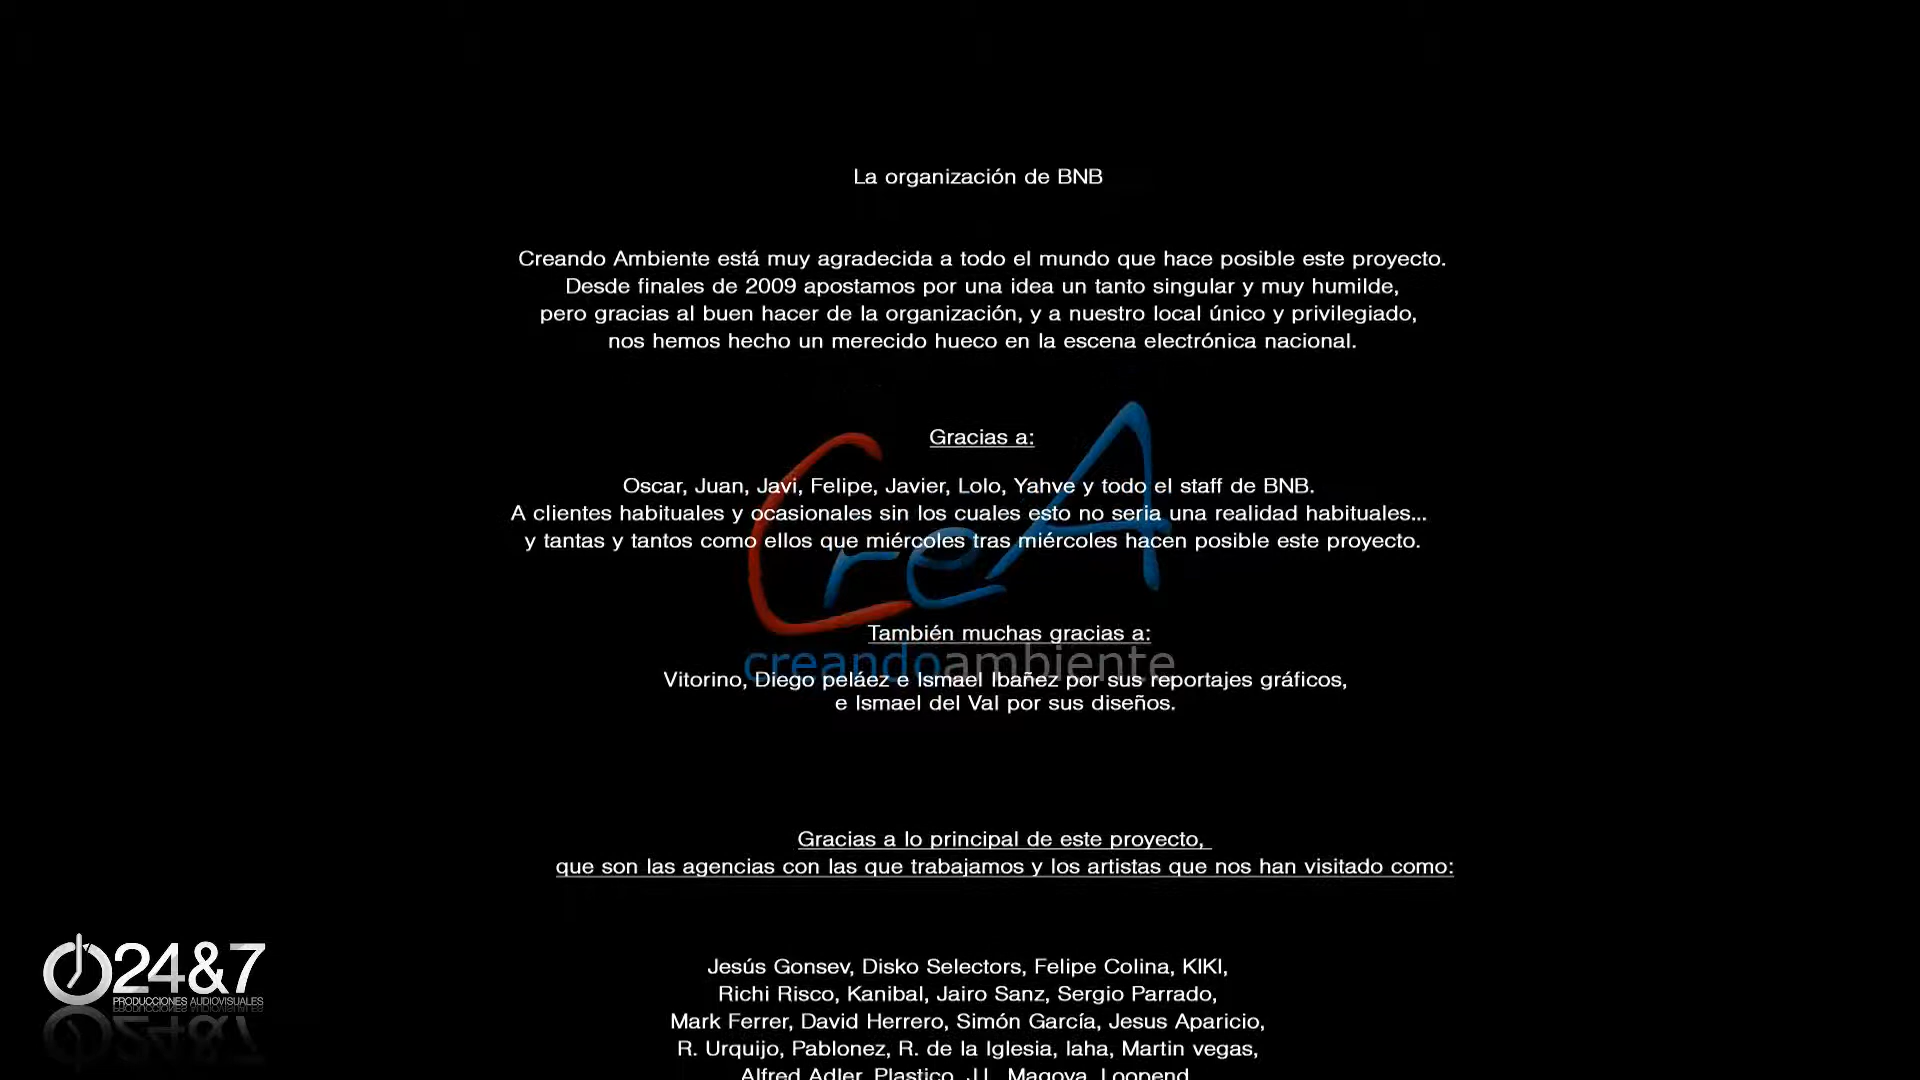 La organización de BNB
Creando Ambiente está muy agradecida a todo el mundo que hace posible este proyecto.
Desde finales de 2009 apostamos por una idea un tanto singular y muy humilde,
pero gracias al buen hacer de la organización, y a nuestro local único y privilegiado,
nos hemos hecho un merecido hueco en la escena electrónica nacional.
Gracias a:
Oscar, Juan, Javi, Felipe, Javier, Lolo, Yahvé y todo el staff de BNB.
A clientes habituales y ocasionales sin los cuales esto no seria una realidad habituales...
y tantas y tantos como ellos que miércoles tras miércoles hacen posible este proyecto.
CreA
También muchas gracias a:
creandoambiente
Vitorino, Diego peláez e Ismael Ibañez por sus reportajes gráficos,
e Ismael del Val por sus diseños.
Gracias a lo principal de este proyecto,
que son las agencias con las que trabajamos y los artistas que nos han visitado como:
Jesús Gonsev, Disko Selectors, Felipe Colina, KIKI,
Richi Risco, Kanibal, Jairo Sanz, Sergio Parrado,
Mark Ferrer, David Herrero, Simón García, Jesus Aparicio,
R. Urquijo, Pablonez, R. de la Iglesia, Iaha, Martin vegas,
Alfred Adler, Plastico, Magoya, Loopend
24&7
PRODUCCIONES AUDIOVISUALES